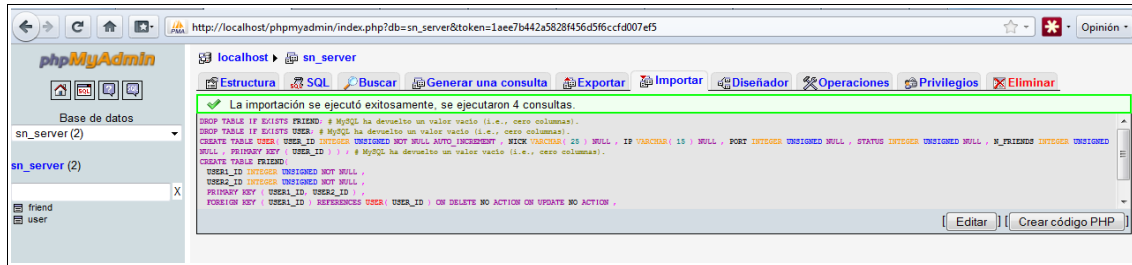 http://localhost/phpmyadmin/index.php?db=sn_server&token=1aee7b442a5828f456d5f6ccfd007ef5
Opinión
phpMyAdmin
Base de datos
sn_server (2)
sn_server (2)
X
friend
user
localhost
sn_server
Estructura SQL Buscar Generar una consulta Exportar Importar Diseñador Operaciones Privilegios Eliminar
La importación se ejecutó exitosamente, se ejecutaron 4 consultas.
DROP TABLE IF EXISTS FRIEND; # MySQL ha devuelto un valor vacío (i.e., cero columnas).
DROP TABLE IF EXISTS USER; # MySQL ha devuelto un valor vacío (i.e., cero columnas).
CREATE TABLE USER( USER_ID INTEGER UNSIGNED NOT NULL AUTO_INCREMENT , NICK VARCHAR( 25 ) NULL , IP VARCHAR( 15 ) NULL , PORT INTEGER UNSIGNED NULL , STATUS INTEGER UNSIGNED NULL , N_FRIENDS INTEGER UNSIGNED
NULL , PRIMARY KEY ( USER_ID ) ) ; # MySQL ha devuelto un valor vacío (i.e., cero columnas).
CREATE TABLE FRIEND(
USER1_ID INTEGER UNSIGNED NOT NULL ,
USER2_ID INTEGER UNSIGNED NOT NULL ,
PRIMARY KEY ( USER1_ID, USER2_ID ) ,
FOREIGN KEY ( USER1_ID ) REFERENCES USER( USER_ID ) ON DELETE NO ACTION ON UPDATE NO ACTION ,
[ Editar ] [ Crear código PHP ]